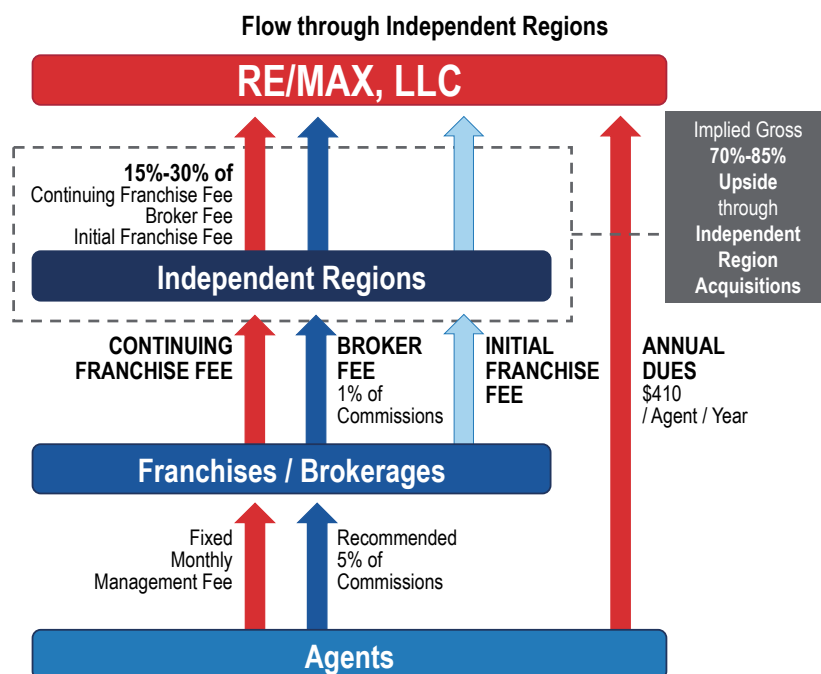 Flow through Independent Regions
RE/MAX, LLC
15%-30% of
Continuing Franchise Fee
Broker Fee
Initial Franchise Fee
Implied Gross
70%-85%
Upside
through
Independent
Region
Acquisitions
Independent Regions
CONTINUING
FRANCHISE FEE
BROKER
FEE
1% of
Commissions
INITIAL
FRANCHISE
FEE
ANNUAL
DUES
$410
/ Agent / Year
Franchises / Brokerages
Fixed
Monthly
Management Fee
Recommended
5% of
Commissions
Agents